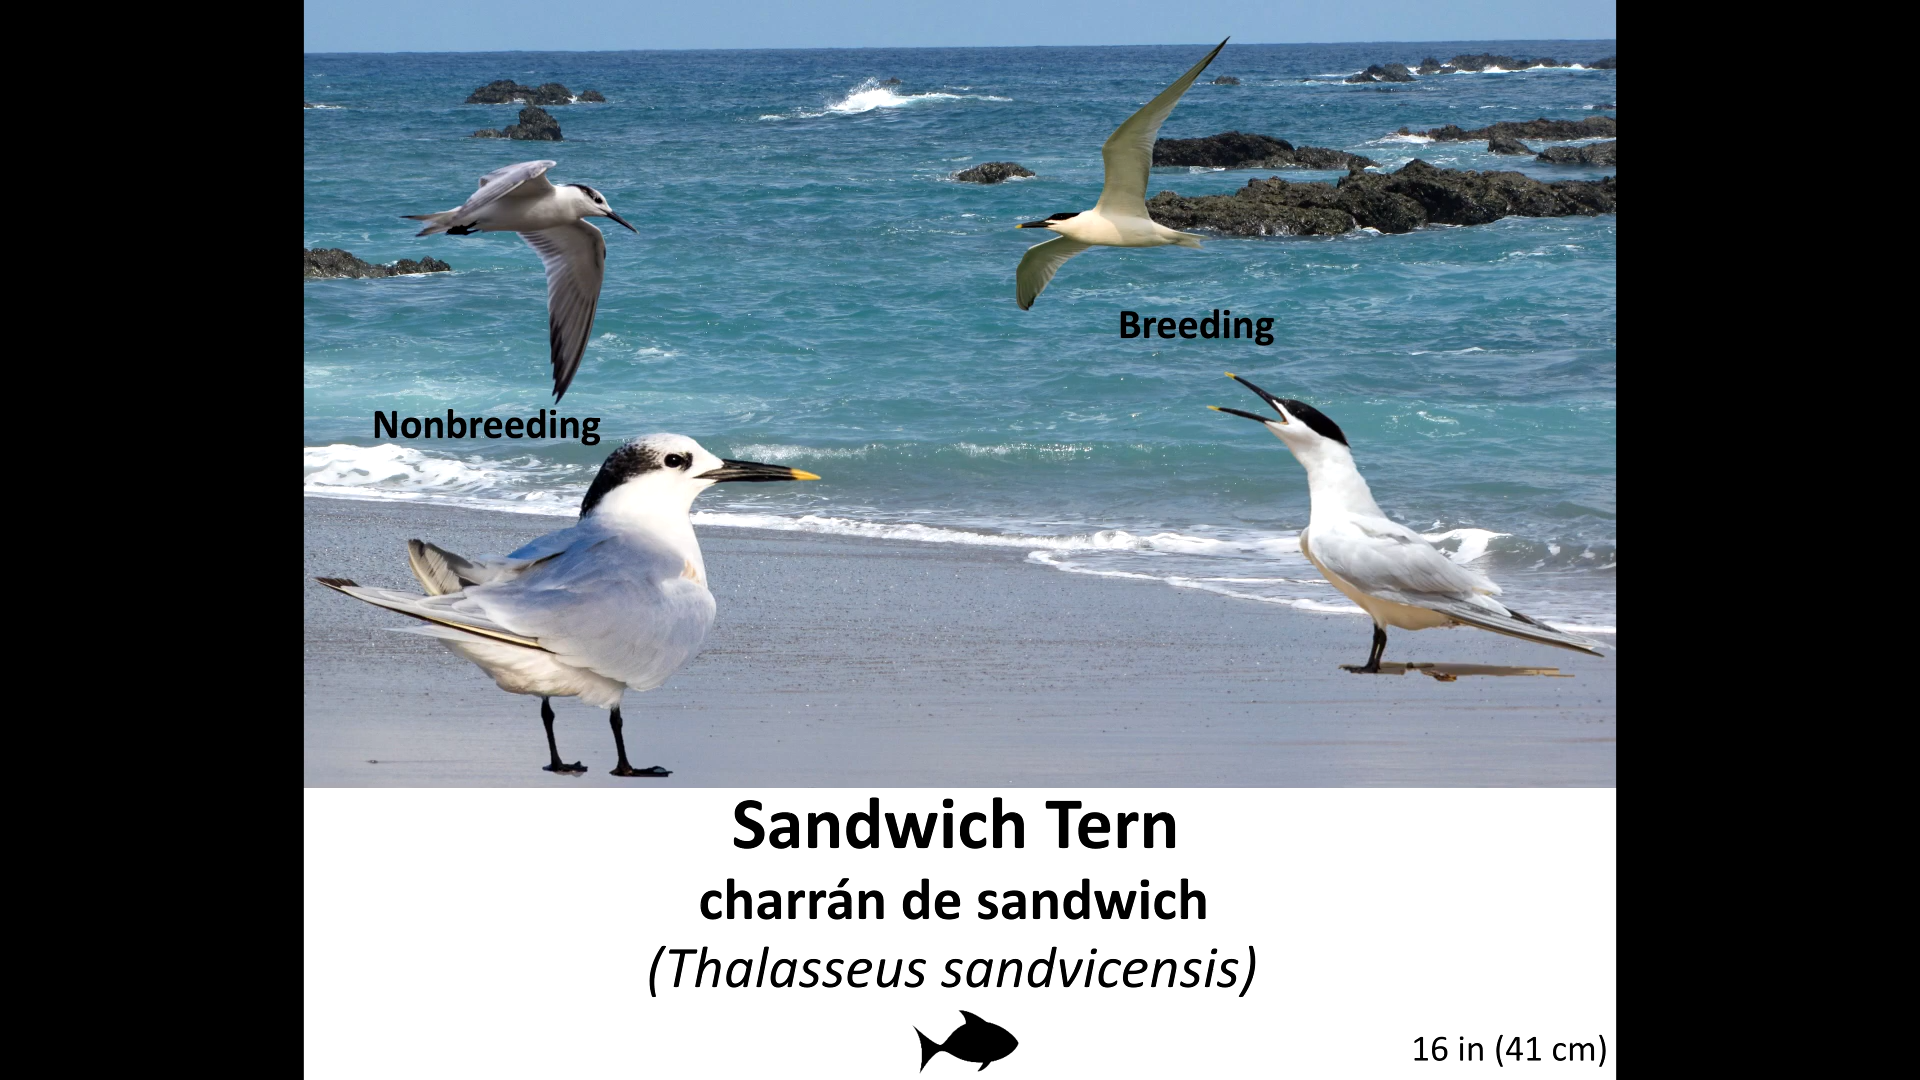 Breeding
Nonbreeding
Sandwich Tern
charrán de sandwich
(Thalasseus sandvicensis)
16 in (41 cm)